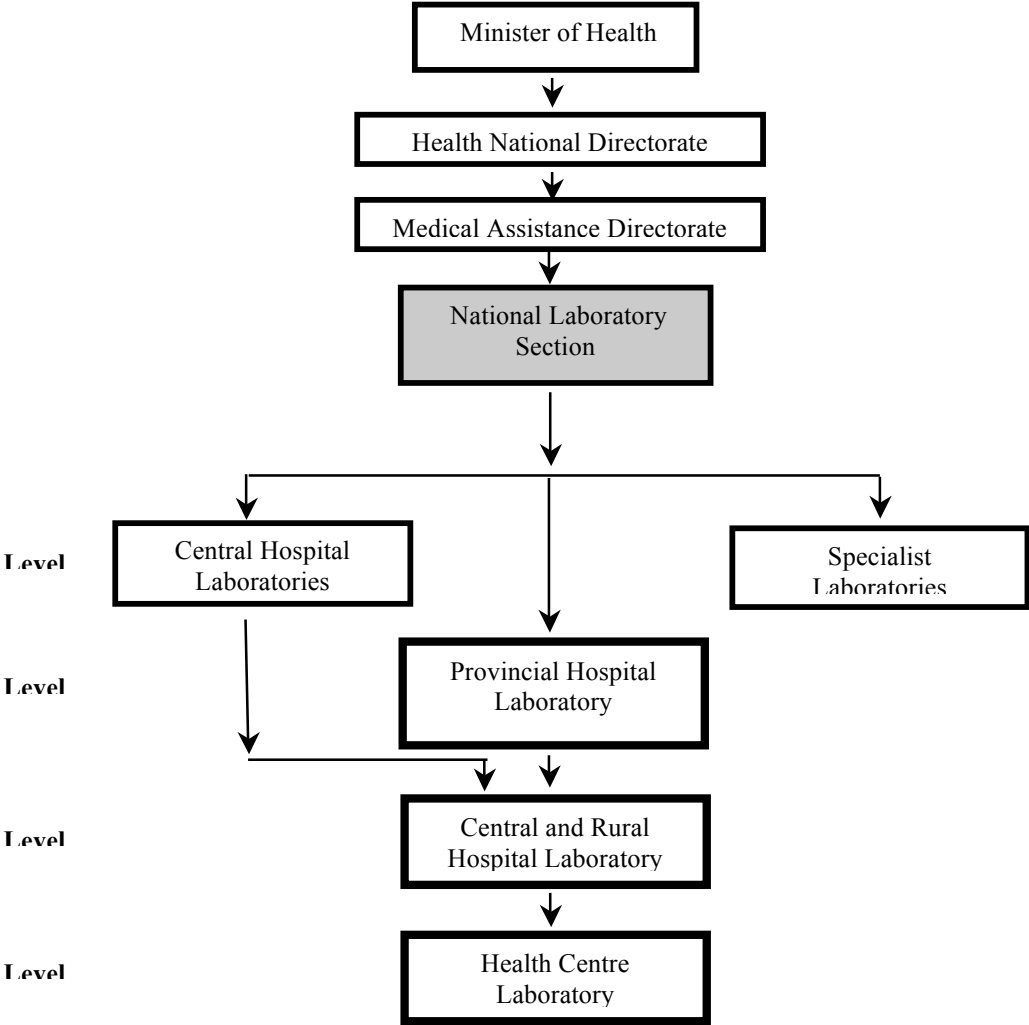 Minister of Health
Health National Directorate
Medical Assistance Directorate
National Laboratory
Section
Central Hospital
Laboratories
Specialist
Laboratories
Level
Provincial Hospital
Laboratory
Level
Central and Rural
Hospital Laboratory
Level
Health Centre
Laboratory
Level